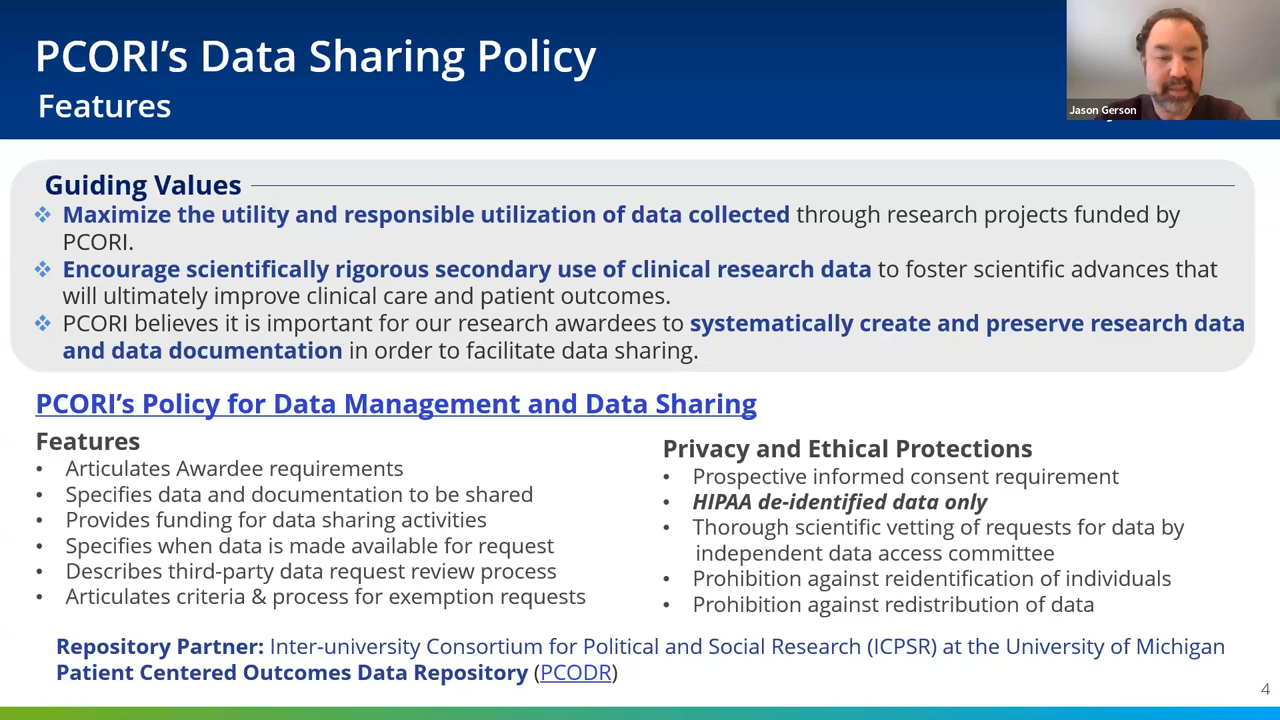 PCORI's Data Sharing Policy
Features
Jason Gerson
Guiding Values
❖ Maximize the utility and responsible utilization of data collected through research projects funded by
PCORI.
❖ Encourage scientifically rigorous secondary use of clinical research data to foster scientific advances that
will ultimately improve clinical care and patient outcomes.
❖ PCORI believes it is important for our research awardees to systematically create and preserve research data
and data documentation in order to facilitate data sharing.
PCORI's Policy for Data Management and Data Sharing
Features
• Articulates Awardee requirements
• Specifies data and documentation to be shared
• Provides funding for data sharing activities
• Specifies when data is made available for request
• Describes third-party data request review process
• Articulates criteria & process for exemption requests
Privacy and Ethical Protections
• Prospective informed consent requirement
• HIPAA de-identified data only
• Thorough scientific vetting of requests for data by
independent data access committee
• Prohibition against reidentification of individuals
• Prohibition against redistribution of data
Repository Partner: Inter-university Consortium for Political and Social Research (ICPSR) at the University of Michigan
Patient Centered Outcomes Data Repository (PCODR)
4